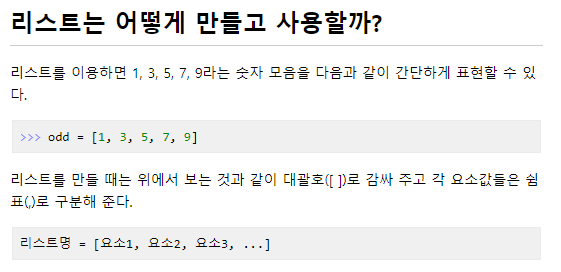 리스트는 어떻게 만들고 사용할까?
리스트를 이용하면 1, 3, 5, 7, 9라는 숫자 모음을 다음과 같이 간단하게 표현할 수 있
다.
>>> odd = [1, 3, 5, 7, 9]
리스트를 만들 때는 위에서 보는 것과 같이 대괄호([ ])로 감싸 주고 각 요소값들은 쉼
표(,)로 구분해 준다.
리스트명 = [요소1, 요소2, 요소3, ...]